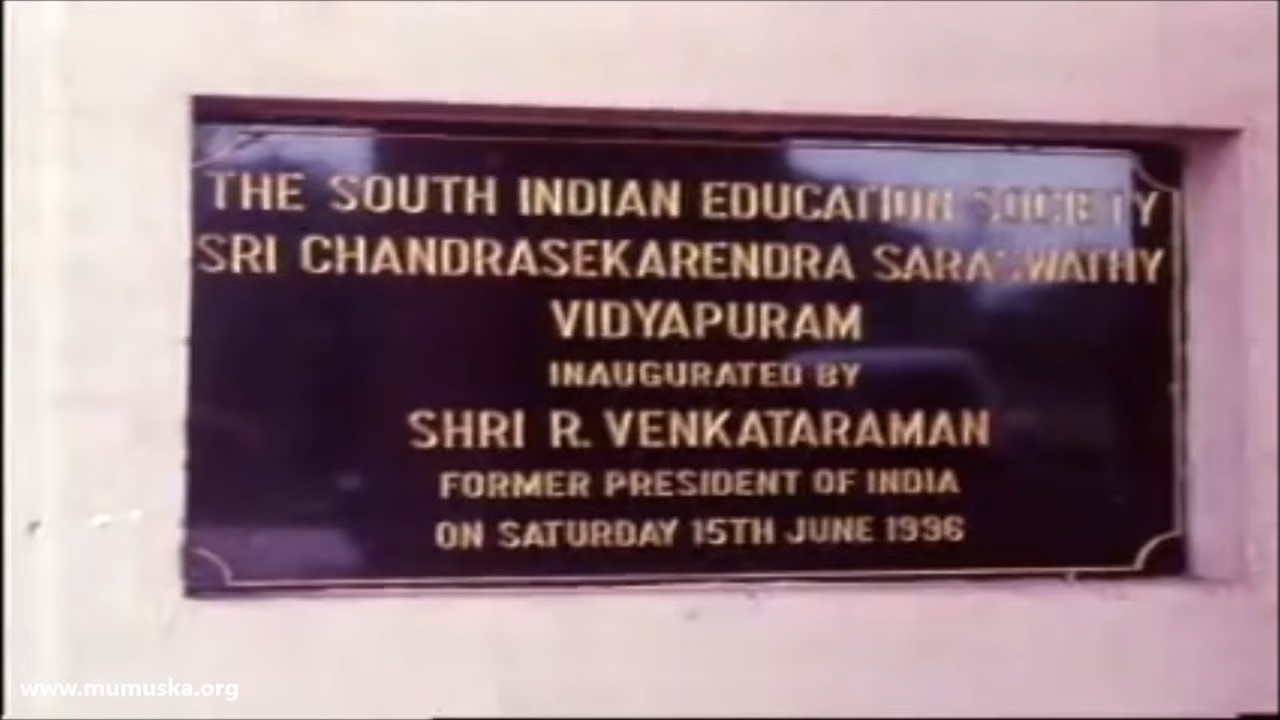 THE SOUTH INDIAN EDUCATION SOCIETY
SRI CHANDRASEKARENDRA SARASWATHY
VIDYAPURAM
INAUGURATED BY
SHRI R. VENKATARAMAN
FORMER PRESIDENT OF INDIA
ON SATURDAY 15TH JUNE 1996
www.mumuska.org